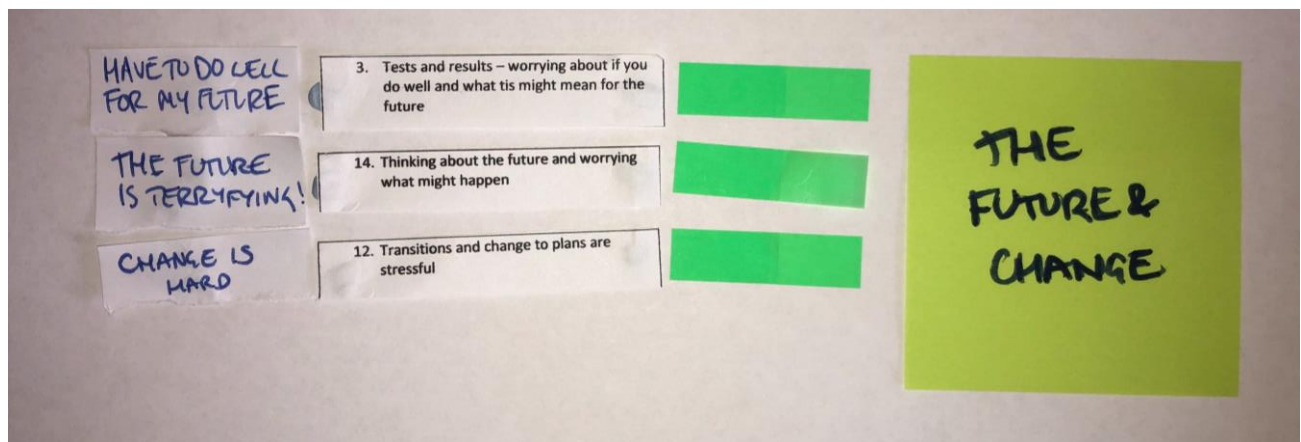 HAVE TO DO WELL
FOR MY FUTURE
3. Tests and results – worrying about if you
do well and what tis might mean for the
future
THE FUTURE
IS TERRYFYING!
14. Thinking about the future and worrying
what might happen
CHANGE IS
HARD
12. Transitions and change to plans are
stressful
THE
FUTURE &
CHANGE